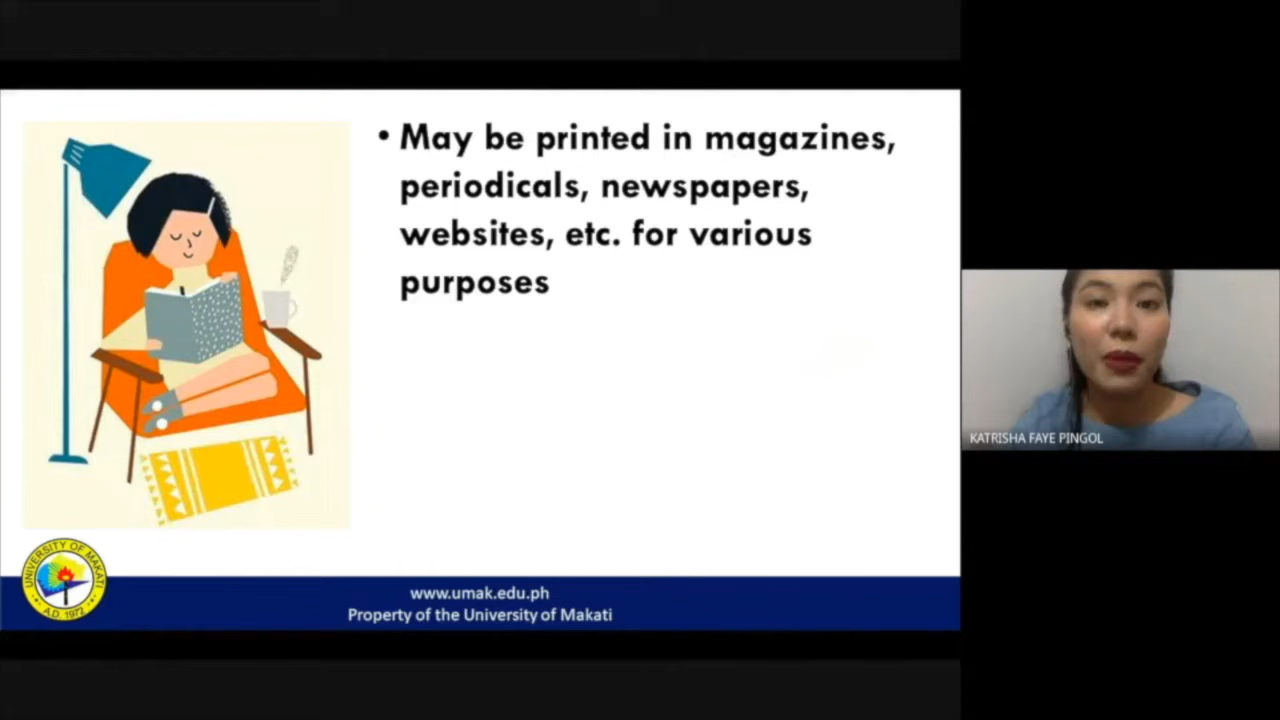 • May be printed in magazines,
periodicals, newspapers,
websites, etc. for various
purposes
KATRISHA FAYE PINGOL
UNIVERSITY OF MAKATI
A.D. 1972
www.umak.edu.ph
Property of the University of Makati